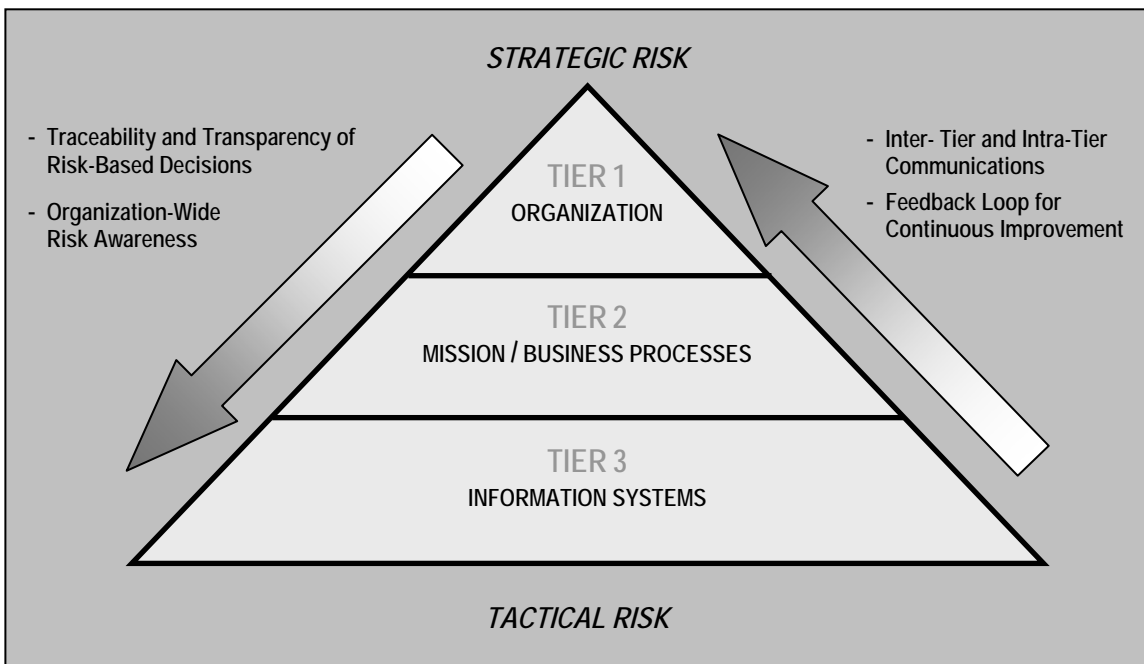 STRATEGIC RISK
- Traceability and Transparency of
Risk-Based Decisions
- Organization-Wide
Risk Awareness
- Inter- Tier and Intra-Tier
Communications
- Feedback Loop for
Continuous Improvement
TIER 1
ORGANIZATION
TIER 2
MISSION / BUSINESS PROCESSES
TIER 3
INFORMATION SYSTEMS
TACTICAL RISK